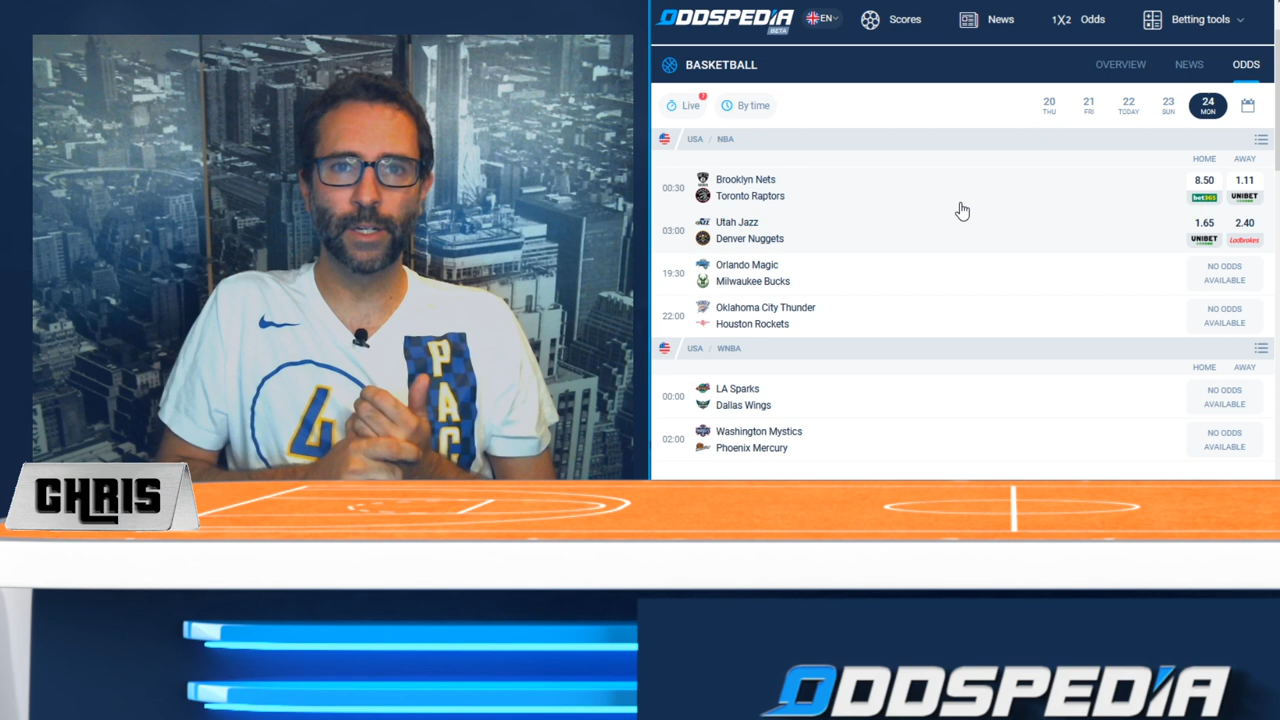 ODDSPEDIA
BETA
EN
Scores
News
1X2 Odds
Betting tools
BASKETBALL
OVERVIEW
NEWS
ODDS
Live
7
By time
20
THU
21
FRI
22
TODAY
23
SUN
24
MON
USA / NBA
HOME
AWAY
00:30
Brooklyn Nets
Toronto Raptors
8.50
1.11
bet365
UNIBET
03:00
Utah Jazz
Denver Nuggets
1.65
2.40
UNIBET
Ladbrokes
19:30
Orlando Magic
Milwaukee Bucks
NO ODDS
AVAILABLE
22:00
Oklahoma City Thunder
Houston Rockets
NO ODDS
AVAILABLE
USA / WNBA
HOME
AWAY
00:00
LA Sparks
Dallas Wings
NO ODDS
AVAILABLE
02:00
Washington Mystics
Phoenix Mercury
NO ODDS
AVAILABLE
4
PAC
CHRIS
ODDSPEDIA